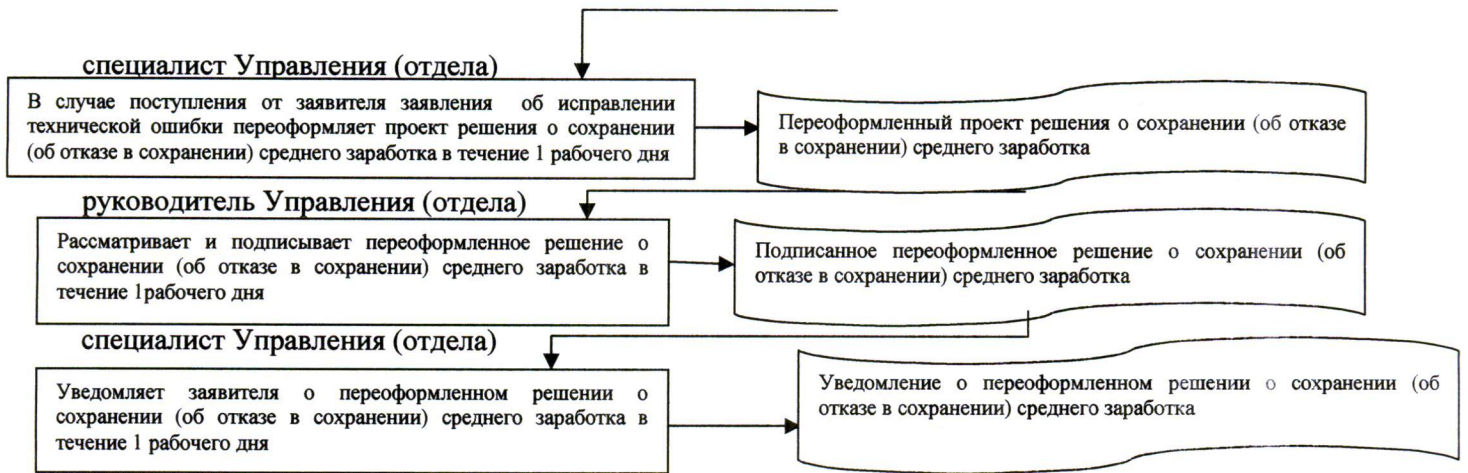 специалист Управления (отдела)
В случае поступления от заявителя заявления об исправлении
технической ошибки переоформляет проект решения о сохранении
(об отказе в сохранении) среднего заработка в течение 1 рабочего дня
Переоформленный проект решения о сохранении (об отказе
в сохранении) среднего заработка
руководитель Управления (отдела)
Рассматривает и подписывает переоформленное решение о
сохранении (об отказе в сохранении) среднего заработка в
течение 1рабочего дня
Подписанное переоформленное решение о сохранении (об
отказе в сохранении) среднего заработка
специалист Управления (отдела)
Уведомляет заявителя о переоформленном решении о
сохранении (об отказе в сохранении) среднего заработка в
течение 1 рабочего дня
Уведомление о переоформленном решении о сохранении (об
отказе в сохранении) среднего заработка